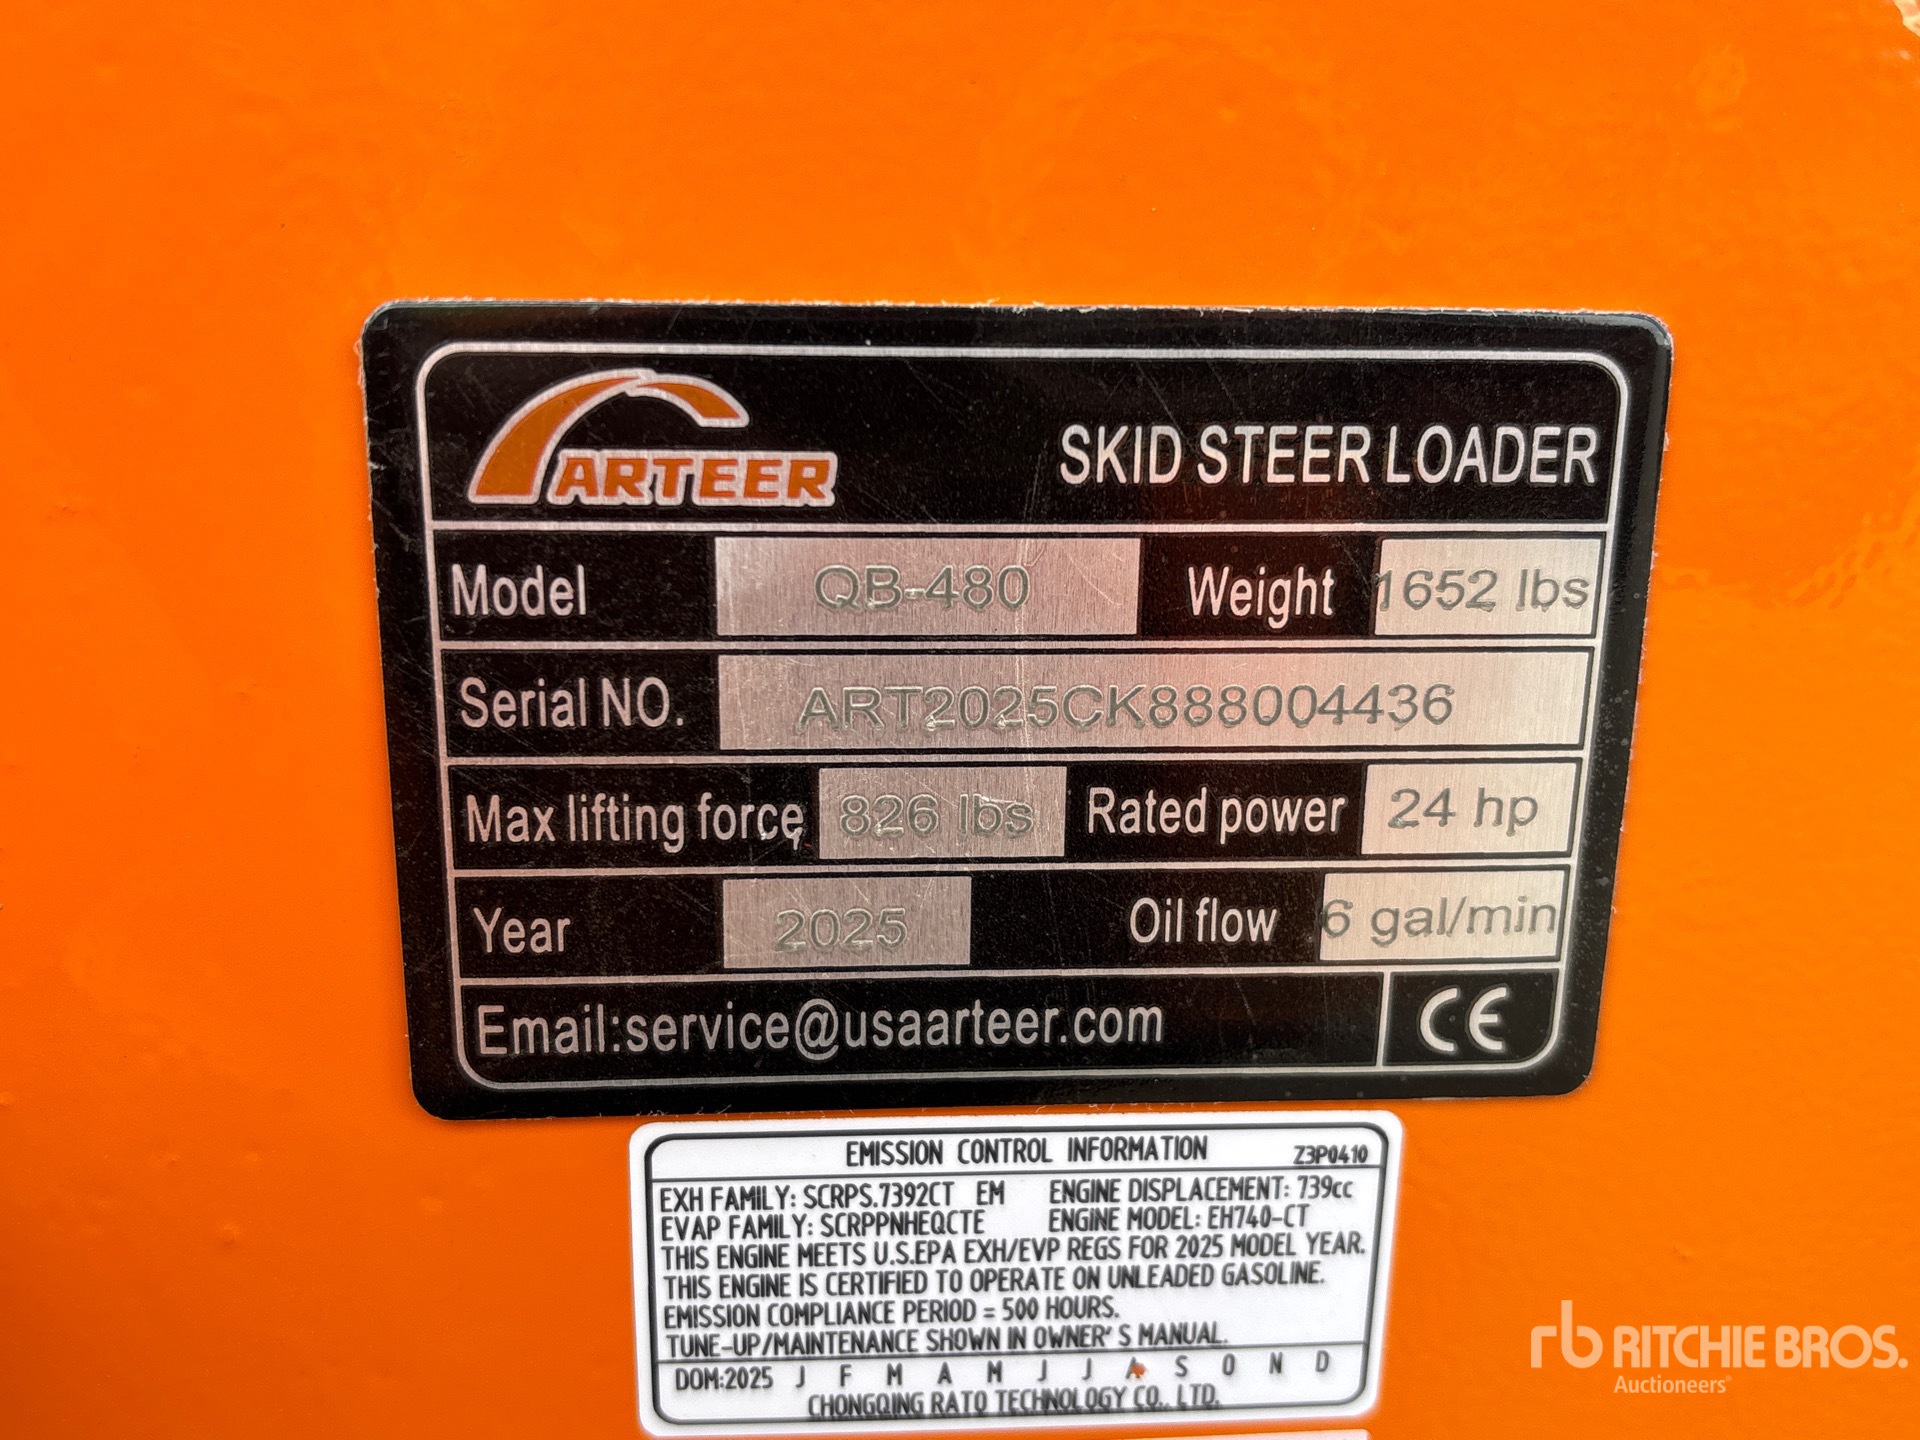 ARTEER
SKID STEER LOADER
Model QB-480 Weight 1652 lbs
Serial NO. ART2025CK888004436
Max lifting force 826 lbs Rated power 24 hp
Year 2025 Oil flow 6 gal/min
Email:service@usaarteer.com CE
EMISSION CONTROL INFORMATION Z3P0410
EXH FAMILY: SCRPS.7392CT EM ENGINE DISPLACEMENT: 739cc
EVAP FAMILY: SCRPPNHEQCTE ENGINE MODEL: EH740-CT
THIS ENGINE MEETS U.S.EPA EXH/EVP REGS FOR 2025 MODEL YEAR.
THIS ENGINE IS CERTIFIED TO OPERATE ON UNLEADED GASOLINE.
EMISSION COMPLIANCE PERIOD = 500 HOURS.
TUNE-UP/MAINTENANCE SHOWN IN OWNER'S MANUAL.
DOM:2025 J F M A M J J A S O N D
CHONGQING RATO TECHNOLOGY CO., LTD.
rb RITCHIE BROS.
Auctioneers